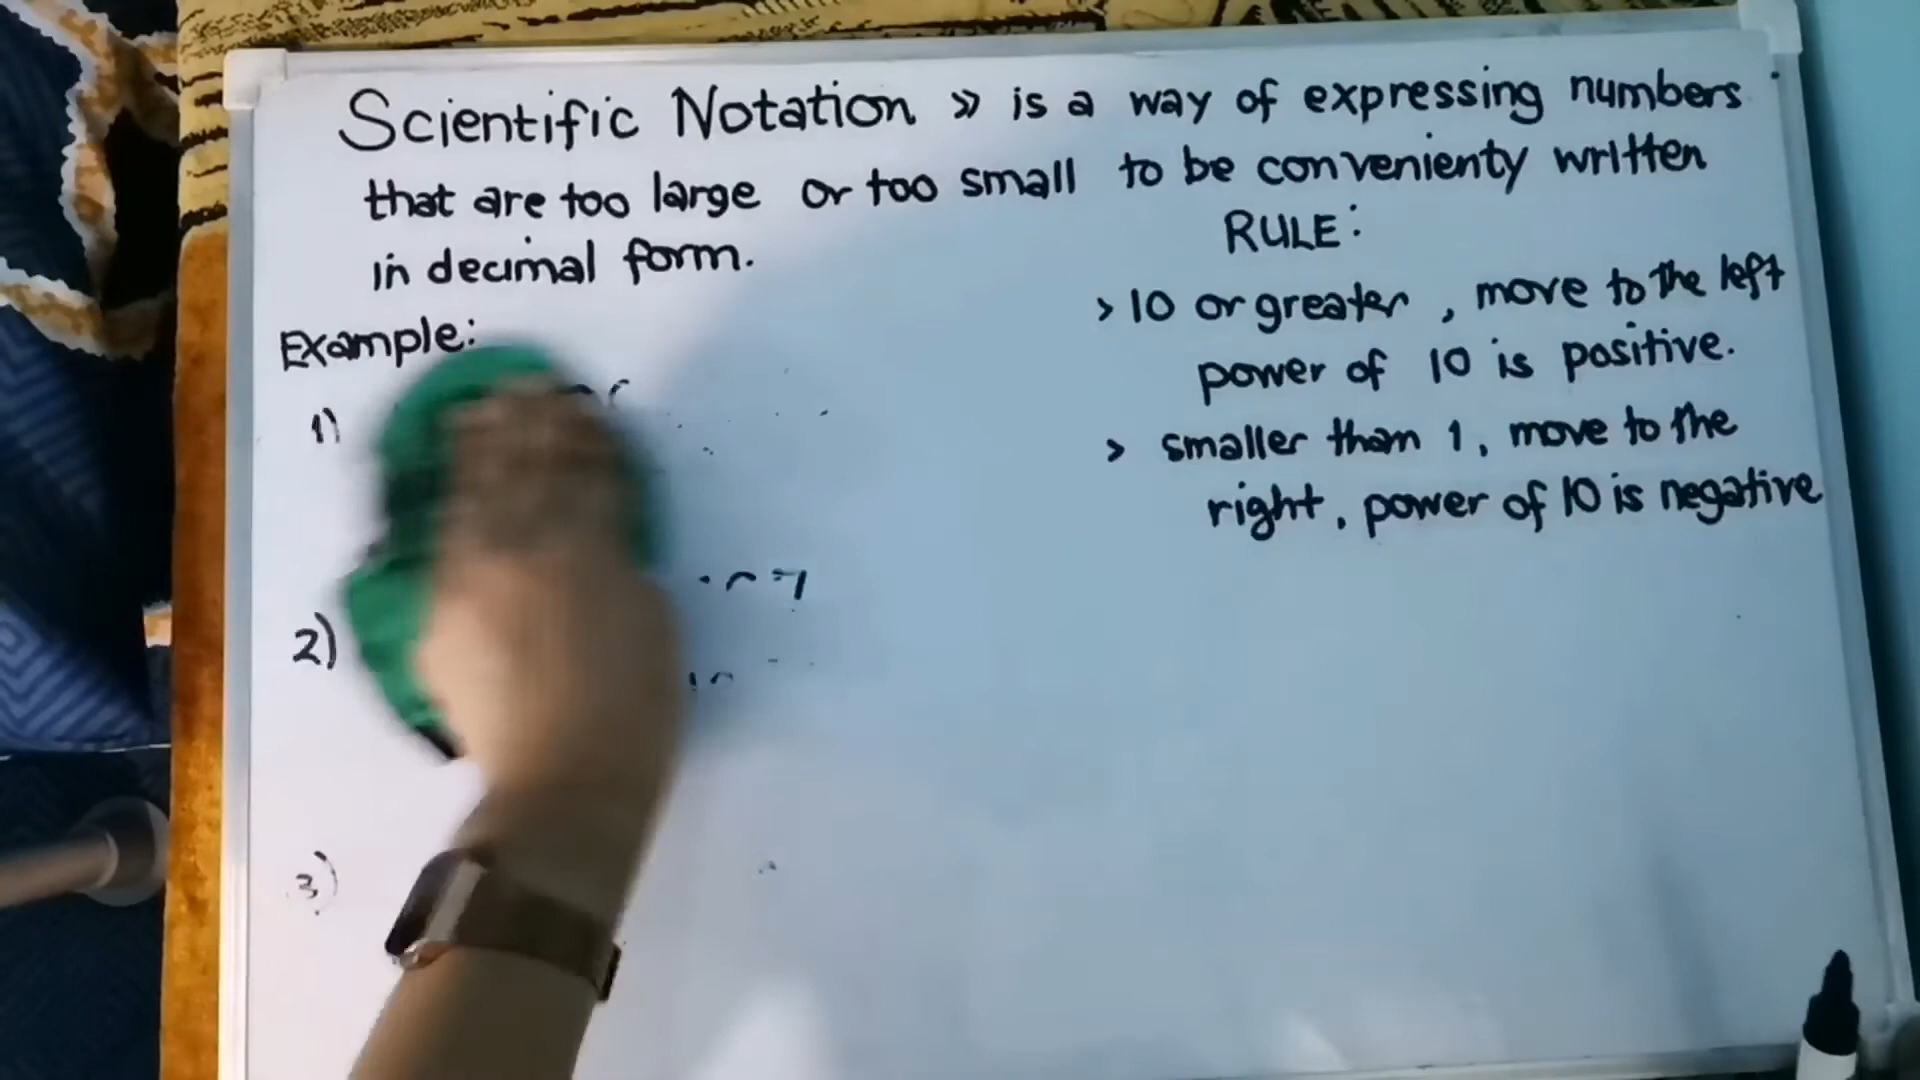 Scientific Notation » is a way of expressing numbers
that are too large or too small to be convenienty written
in decimal form.
RULE:
> 10 or greater, move to the left
power of 10 is positive.
> smaller than 1, move to the
right, power of 10 is negative
Example:
1)
2)
3)